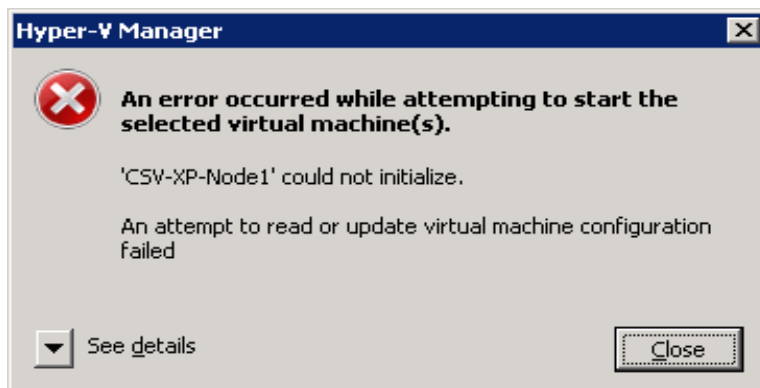 Hyper-V Manager
An error occurred while attempting to start the
selected virtual machine(s).
'CSV-XP-Node1' could not initialize.
An attempt to read or update virtual machine configuration
failed
See details
Close